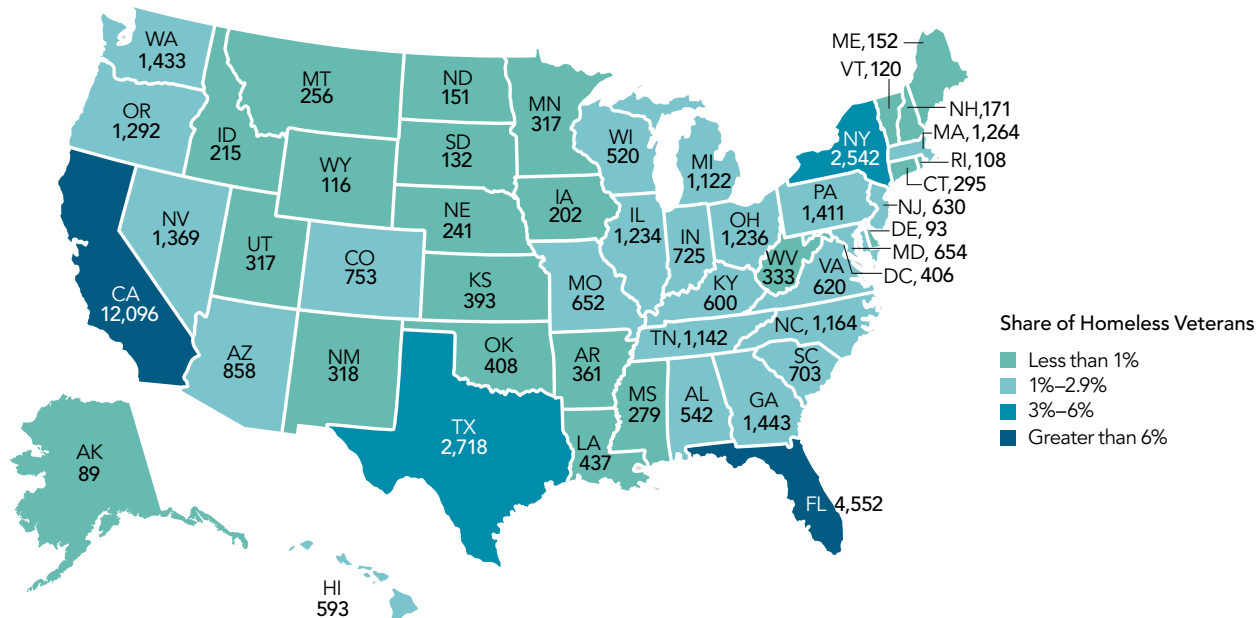 WA
1,433
OR
1,292
CA
12,096
NV
1,369
ID
215
MT
256
WY
116
UT
317
CO
753
AZ
858
NM
318
ND
151
SD
132
NE
241
KS
393
OK
408
TX
2,718
MN
317
IA
202
MO
652
AR
361
LA
437
WI
520
IL
1,234
MI
1,122
IN
725
OH
1,236
KY
600
TN, 1,142
MS
279
AL
542
GA
1,443
FL 4,552
SC
703
NC, 1,164
VA
620
WV
333
PA
1,411
NY
2,542
ME, 152
VT, 120
NH, 171
MA, 1,264
RI, 108
CT, 295
NJ, 630
DE, 93
MD, 654
DC, 406
AK
89
HI
593
Share of Homeless Veterans
Less than 1%
1%–2.9%
3%–6%
Greater than 6%